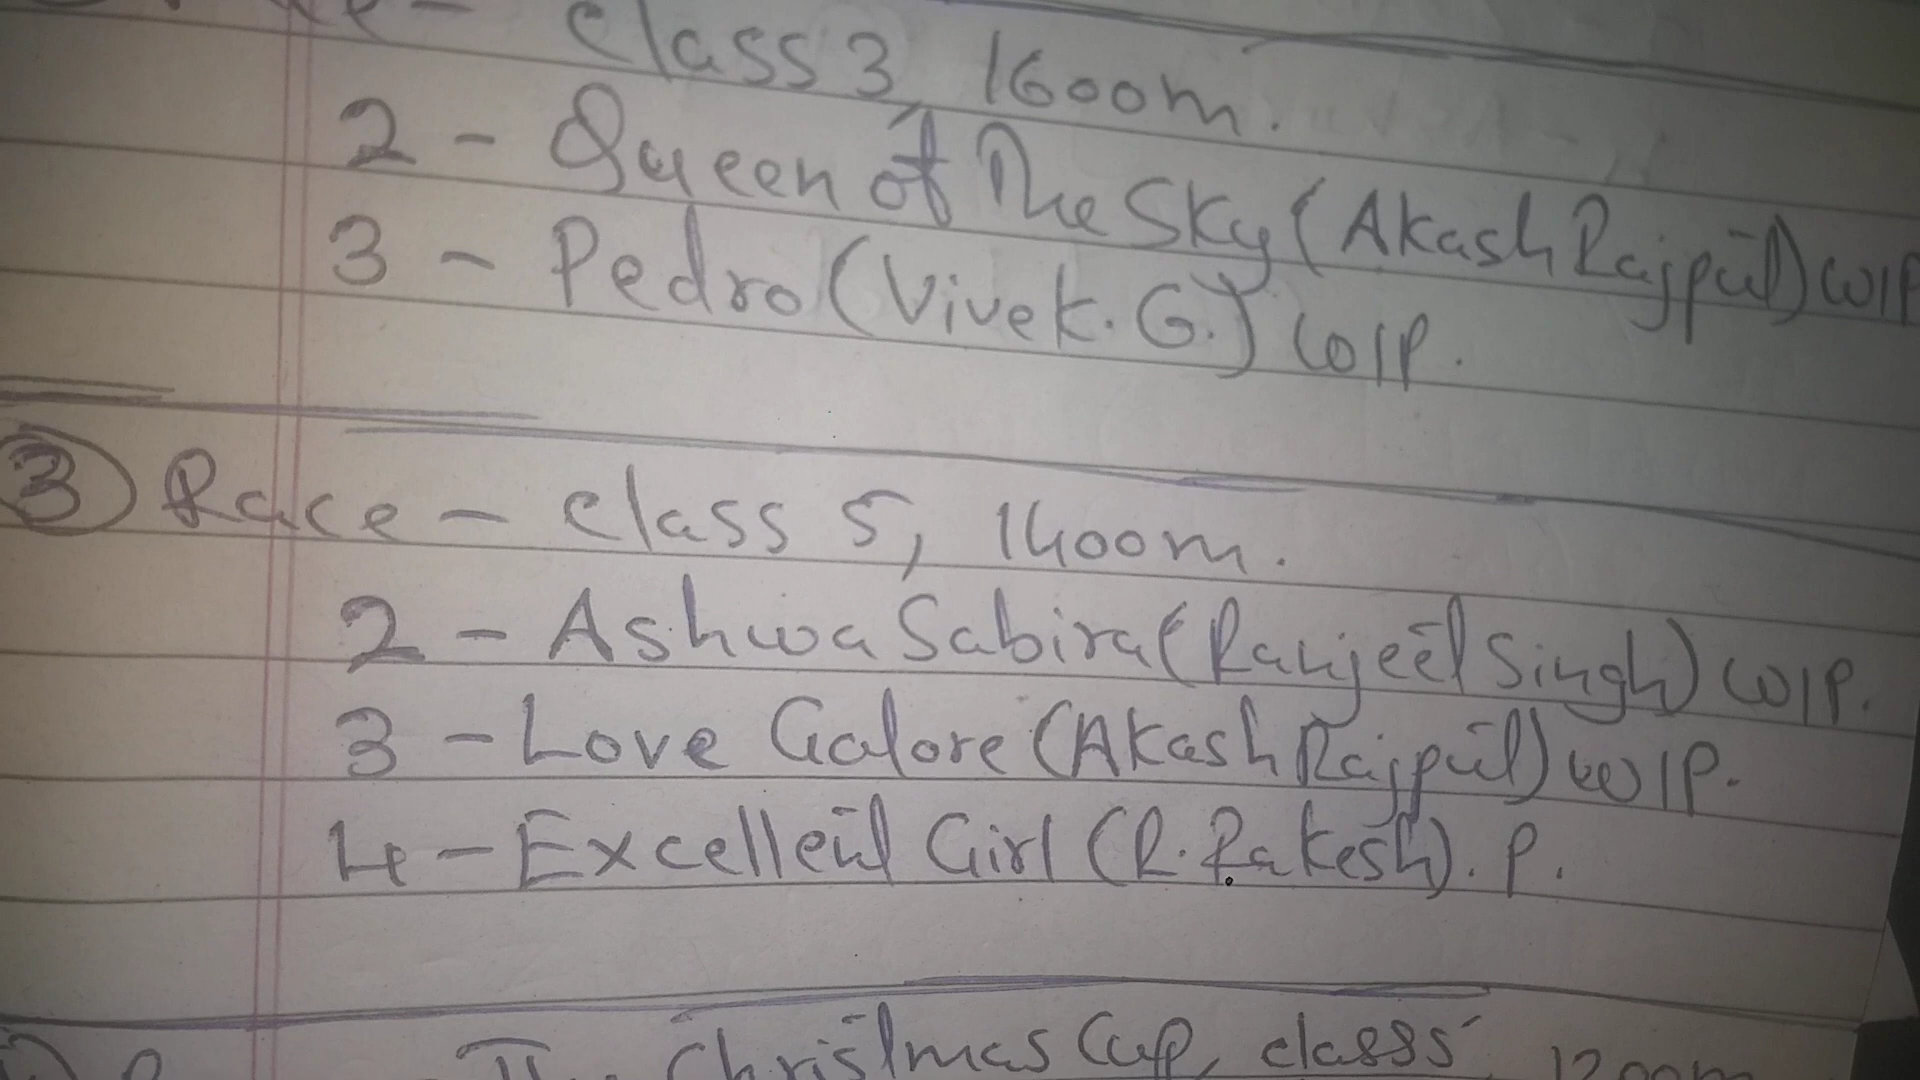 Class 3, 1600m.
2 - Queen of The Sky (Akash Rajput) W/P
3 - Pedro (Vivek. G.) W/P.
3 Race - Class 5, 1400m.
2 - Ashwa Sabira (Ranjeet Singh) W/P.
3 - Love Galore (Akash Rajput) W/P.
4 - Excellent Girl (R. Rakesh). P.
Christmas Cup, class 1200m